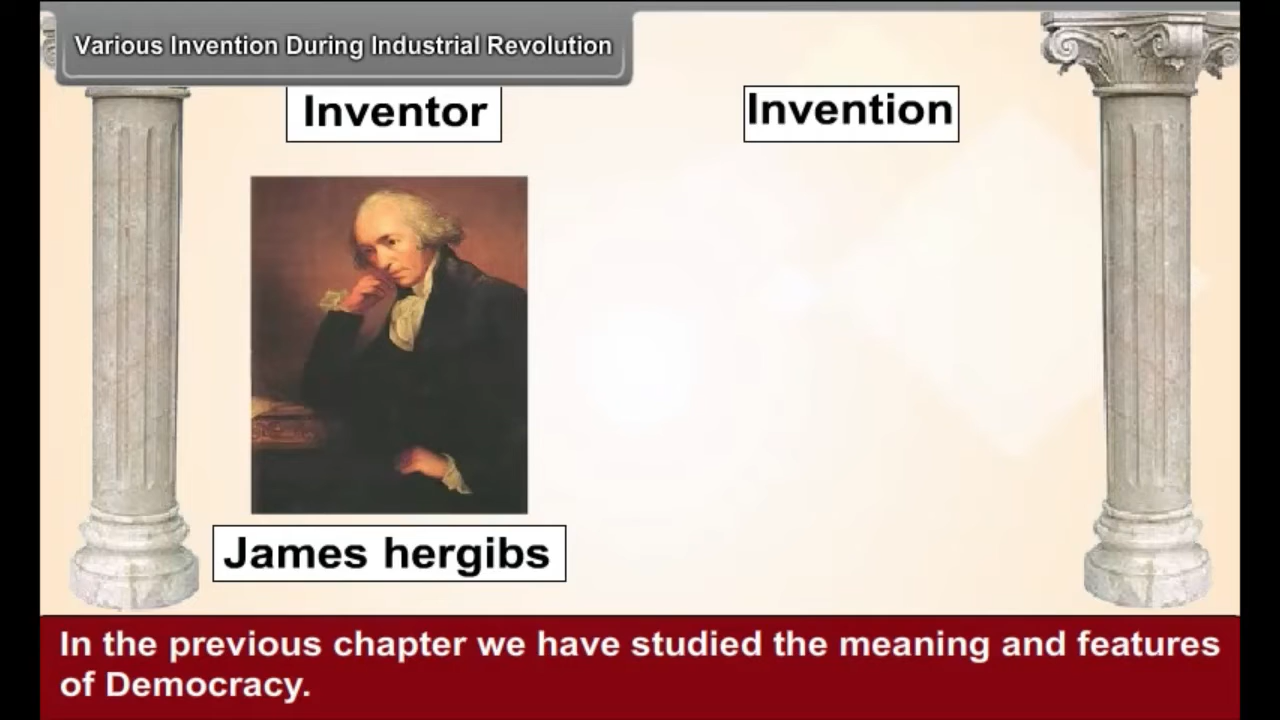 Various Invention During Industrial Revolution
Inventor
Invention
James hergibs
In the previous chapter we have studied the meaning and features
of Democracy.